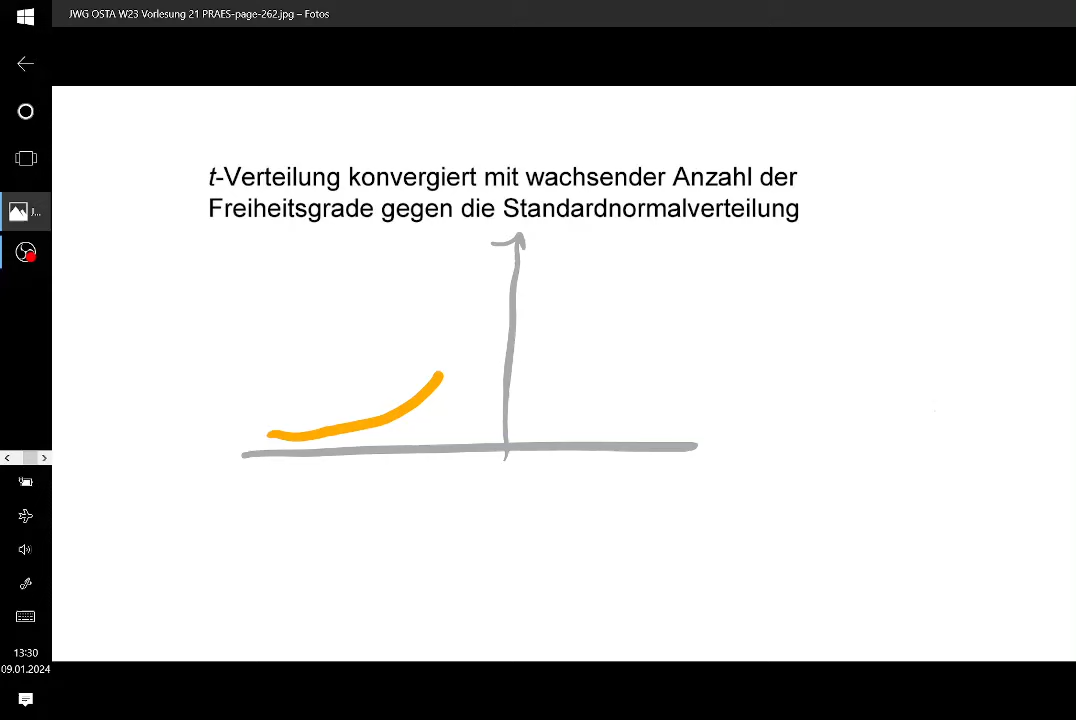 JWG OSTA W23 Vorlesung 21 PRAES-page-262.jpg – Fotos
J...
t-Verteilung konvergiert mit wachsender Anzahl der
Freiheitsgrade gegen die Standardnormalverteilung
13:30
09.01.2024